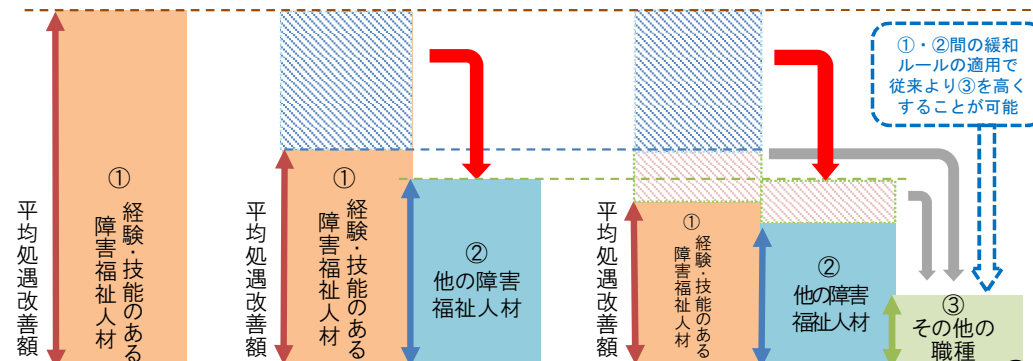 ①・②間の緩和
ルールの適用で
従来より③を高く
することが可能
平均処遇改善額
①
経験・技能のある
障害福祉人材
平均処遇改善額
①
経験・技能のある
障害福祉人材
②
他の障害
福祉人材
平均処遇改善額
①
経験・技能のある
障害福祉人材
②
他の障害
福祉人材
③
その他の
職種